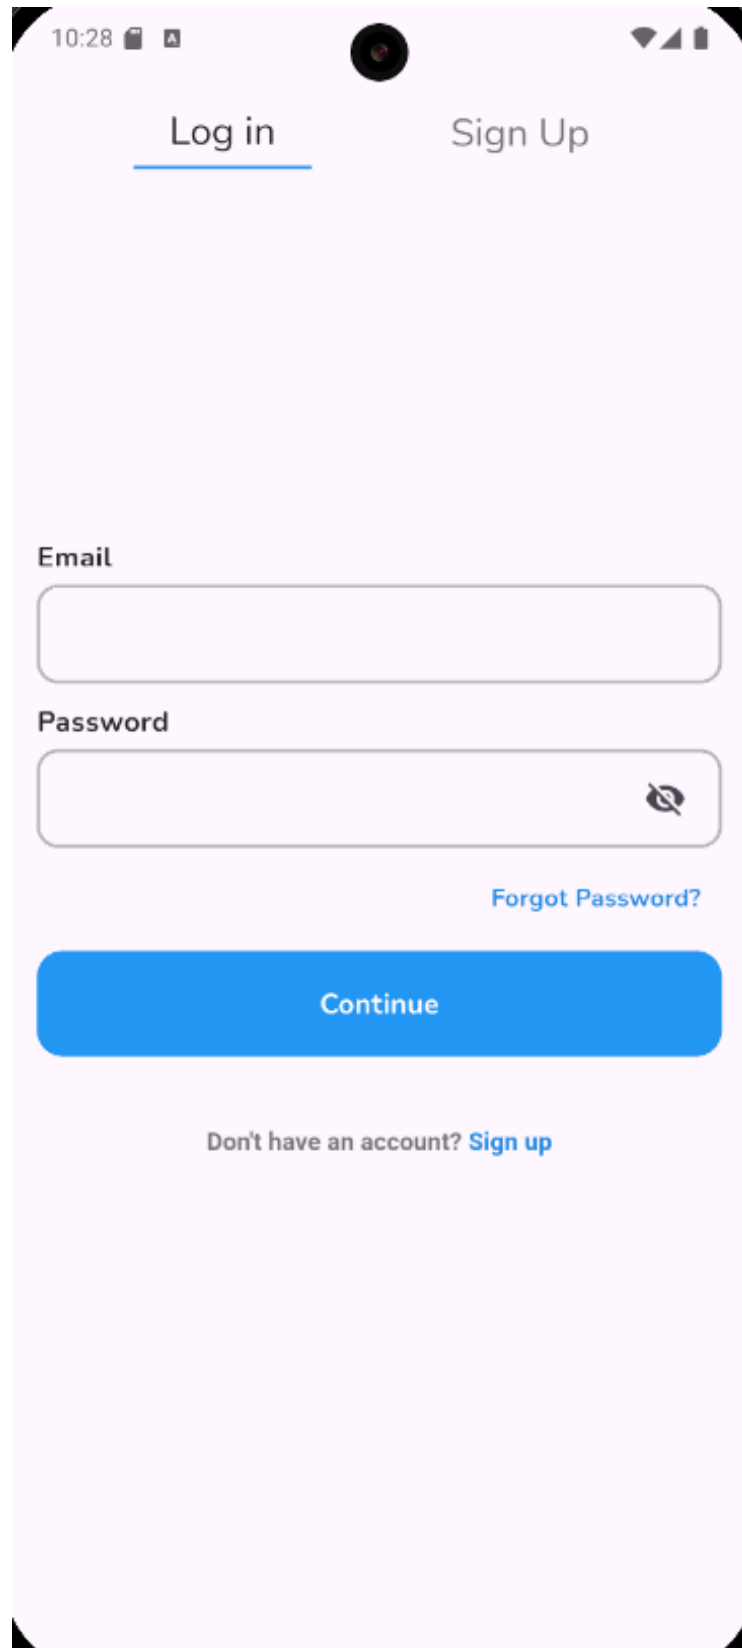 10:28
Log in Sign Up
Email
Password
Forgot Password?
Continue
Don't have an account? Sign up